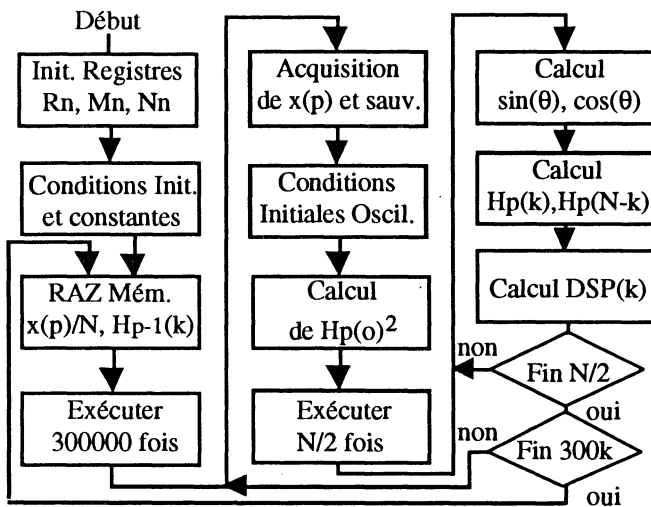 Début
Init. Registres
Rn, Mn, Nn
Conditions Init.
et constantes
RAZ Mém.
x(p)/N, Hp-1(k)
Exécuter
300000 fois
Acquisition
de x(p) et sauv.
Conditions
Initiales Oscil.
Calcul
de Hp(o)²
Exécuter
N/2 fois
Calcul
sin(θ), cos(θ)
Calcul
Hp(k),Hp(N-k)
Calcul DSP(k)
non
Fin N/2
oui
non
Fin 300k
oui